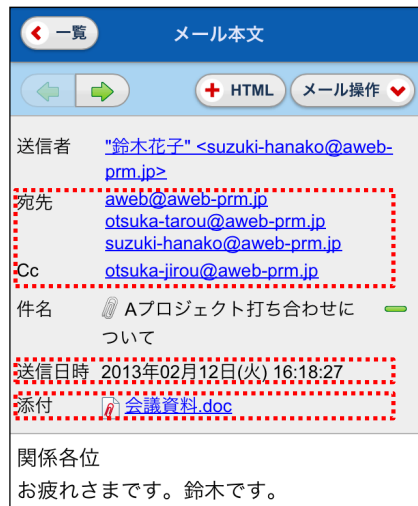 一覧
メール本文
HTML
メール操作
送信者 "鈴木花子" <suzuki-hanako@aweb-
prm.jp>
宛先 aweb@aweb-prm.jp
otsuka-tarou@aweb-prm.jp
suzuki-hanako@aweb-prm.jp
Cc otsuka-jirou@aweb-prm.jp
件名 Aプロジェクト打ち合わせに
ついて
送信日時 2013年02月12日(火) 16:18:27
添付 会議資料.doc
関係各位
お疲れさまです。鈴木です。